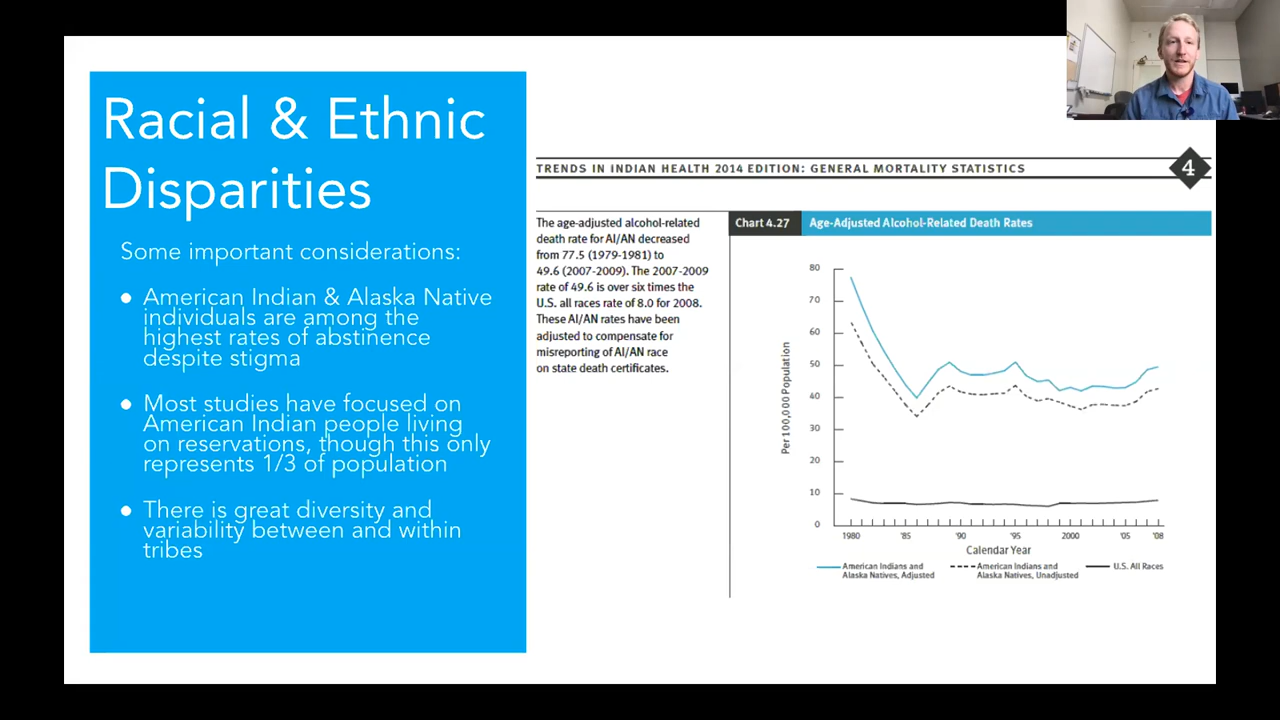 Racial & Ethnic
Disparities
Some important considerations:
● American Indian & Alaska Native
individuals are among the
highest rates of abstinence
despite stigma
● Most studies have focused on
American Indian people living
on reservations, though this only
represents 1/3 of population
● There is great diversity and
variability between and within
tribes
TRENDS IN INDIAN HEALTH 2014 EDITION: GENERAL MORTALITY STATISTICS
4
The age-adjusted alcohol-related
death rate for AI/AN decreased
from 77.5 (1979-1981) to
49.6 (2007-2009). The 2007-2009
rate of 49.6 is over six times the
U.S. all races rate of 8.0 for 2008.
These AI/AN rates have been
adjusted to compensate for
misreporting of AI/AN race
on state death certificates.
Chart 4.27 Age-Adjusted Alcohol-Related Death Rates
Per 100,000 Population
80
70
60
50
40
30
20
10
0
1980 '85 '90 '95 2000 '05 '08
Calendar Year
American Indians and
Alaska Natives, Adjusted
American Indians and
Alaska Natives, Unadjusted
U.S. All Races